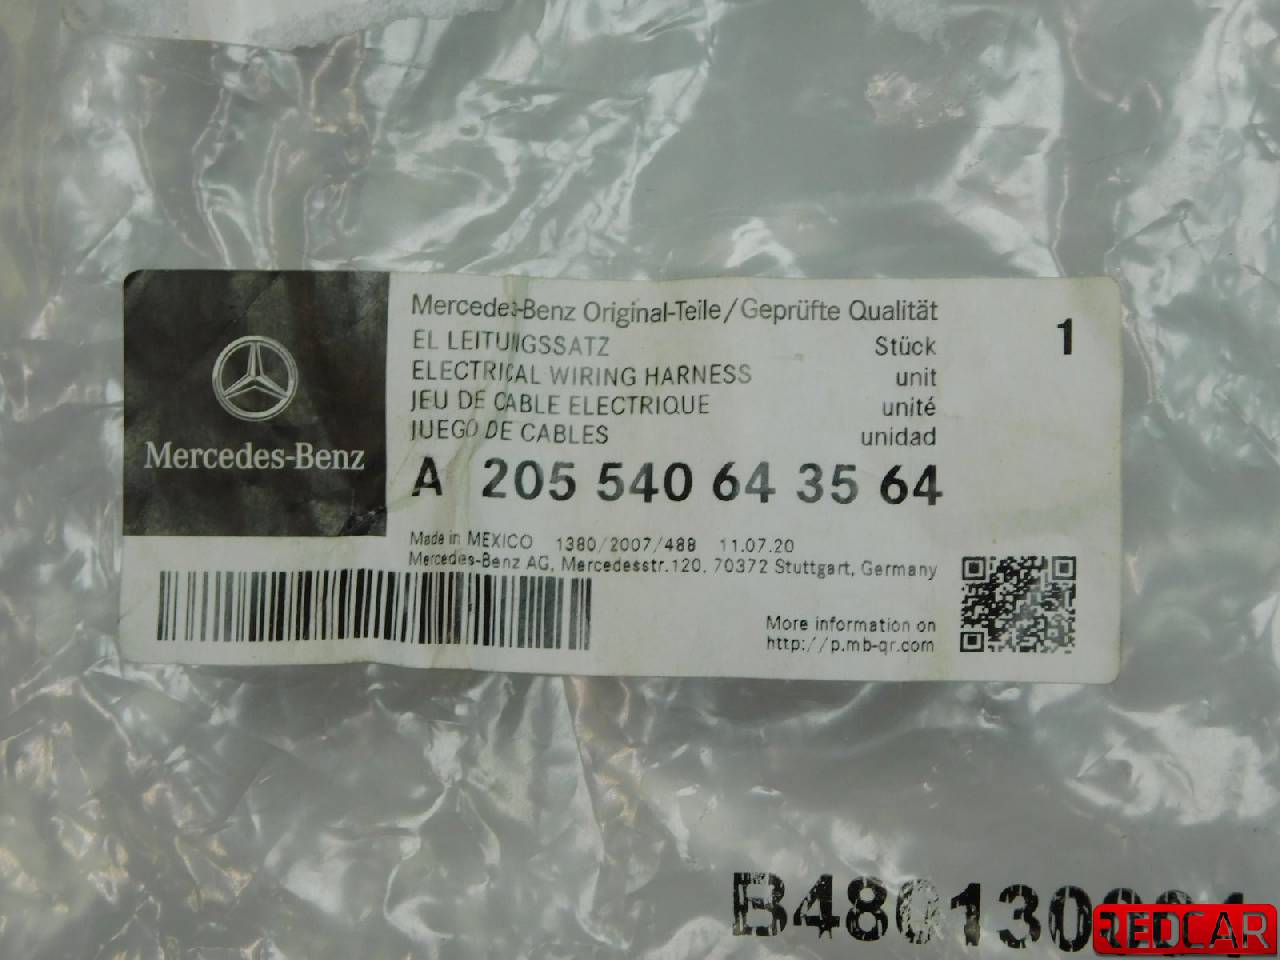 Mercedes-Benz Original-Teile/Geprüfte Qualität
EL LEITUNGSSATZ Stück 1
ELECTRICAL WIRING HARNESS unit
JEU DE CABLE ELECTRIQUE unité
JUEGO DE CABLES unidad
Mercedes-Benz
A 205 540 64 35 64
Made in MEXICO 1380/2007/488 11.07.20
Mercedes-Benz AG, Mercedesstr.120, 70372 Stuttgart, Germany
More information on
http://p.mb-qr.com
REDCAR